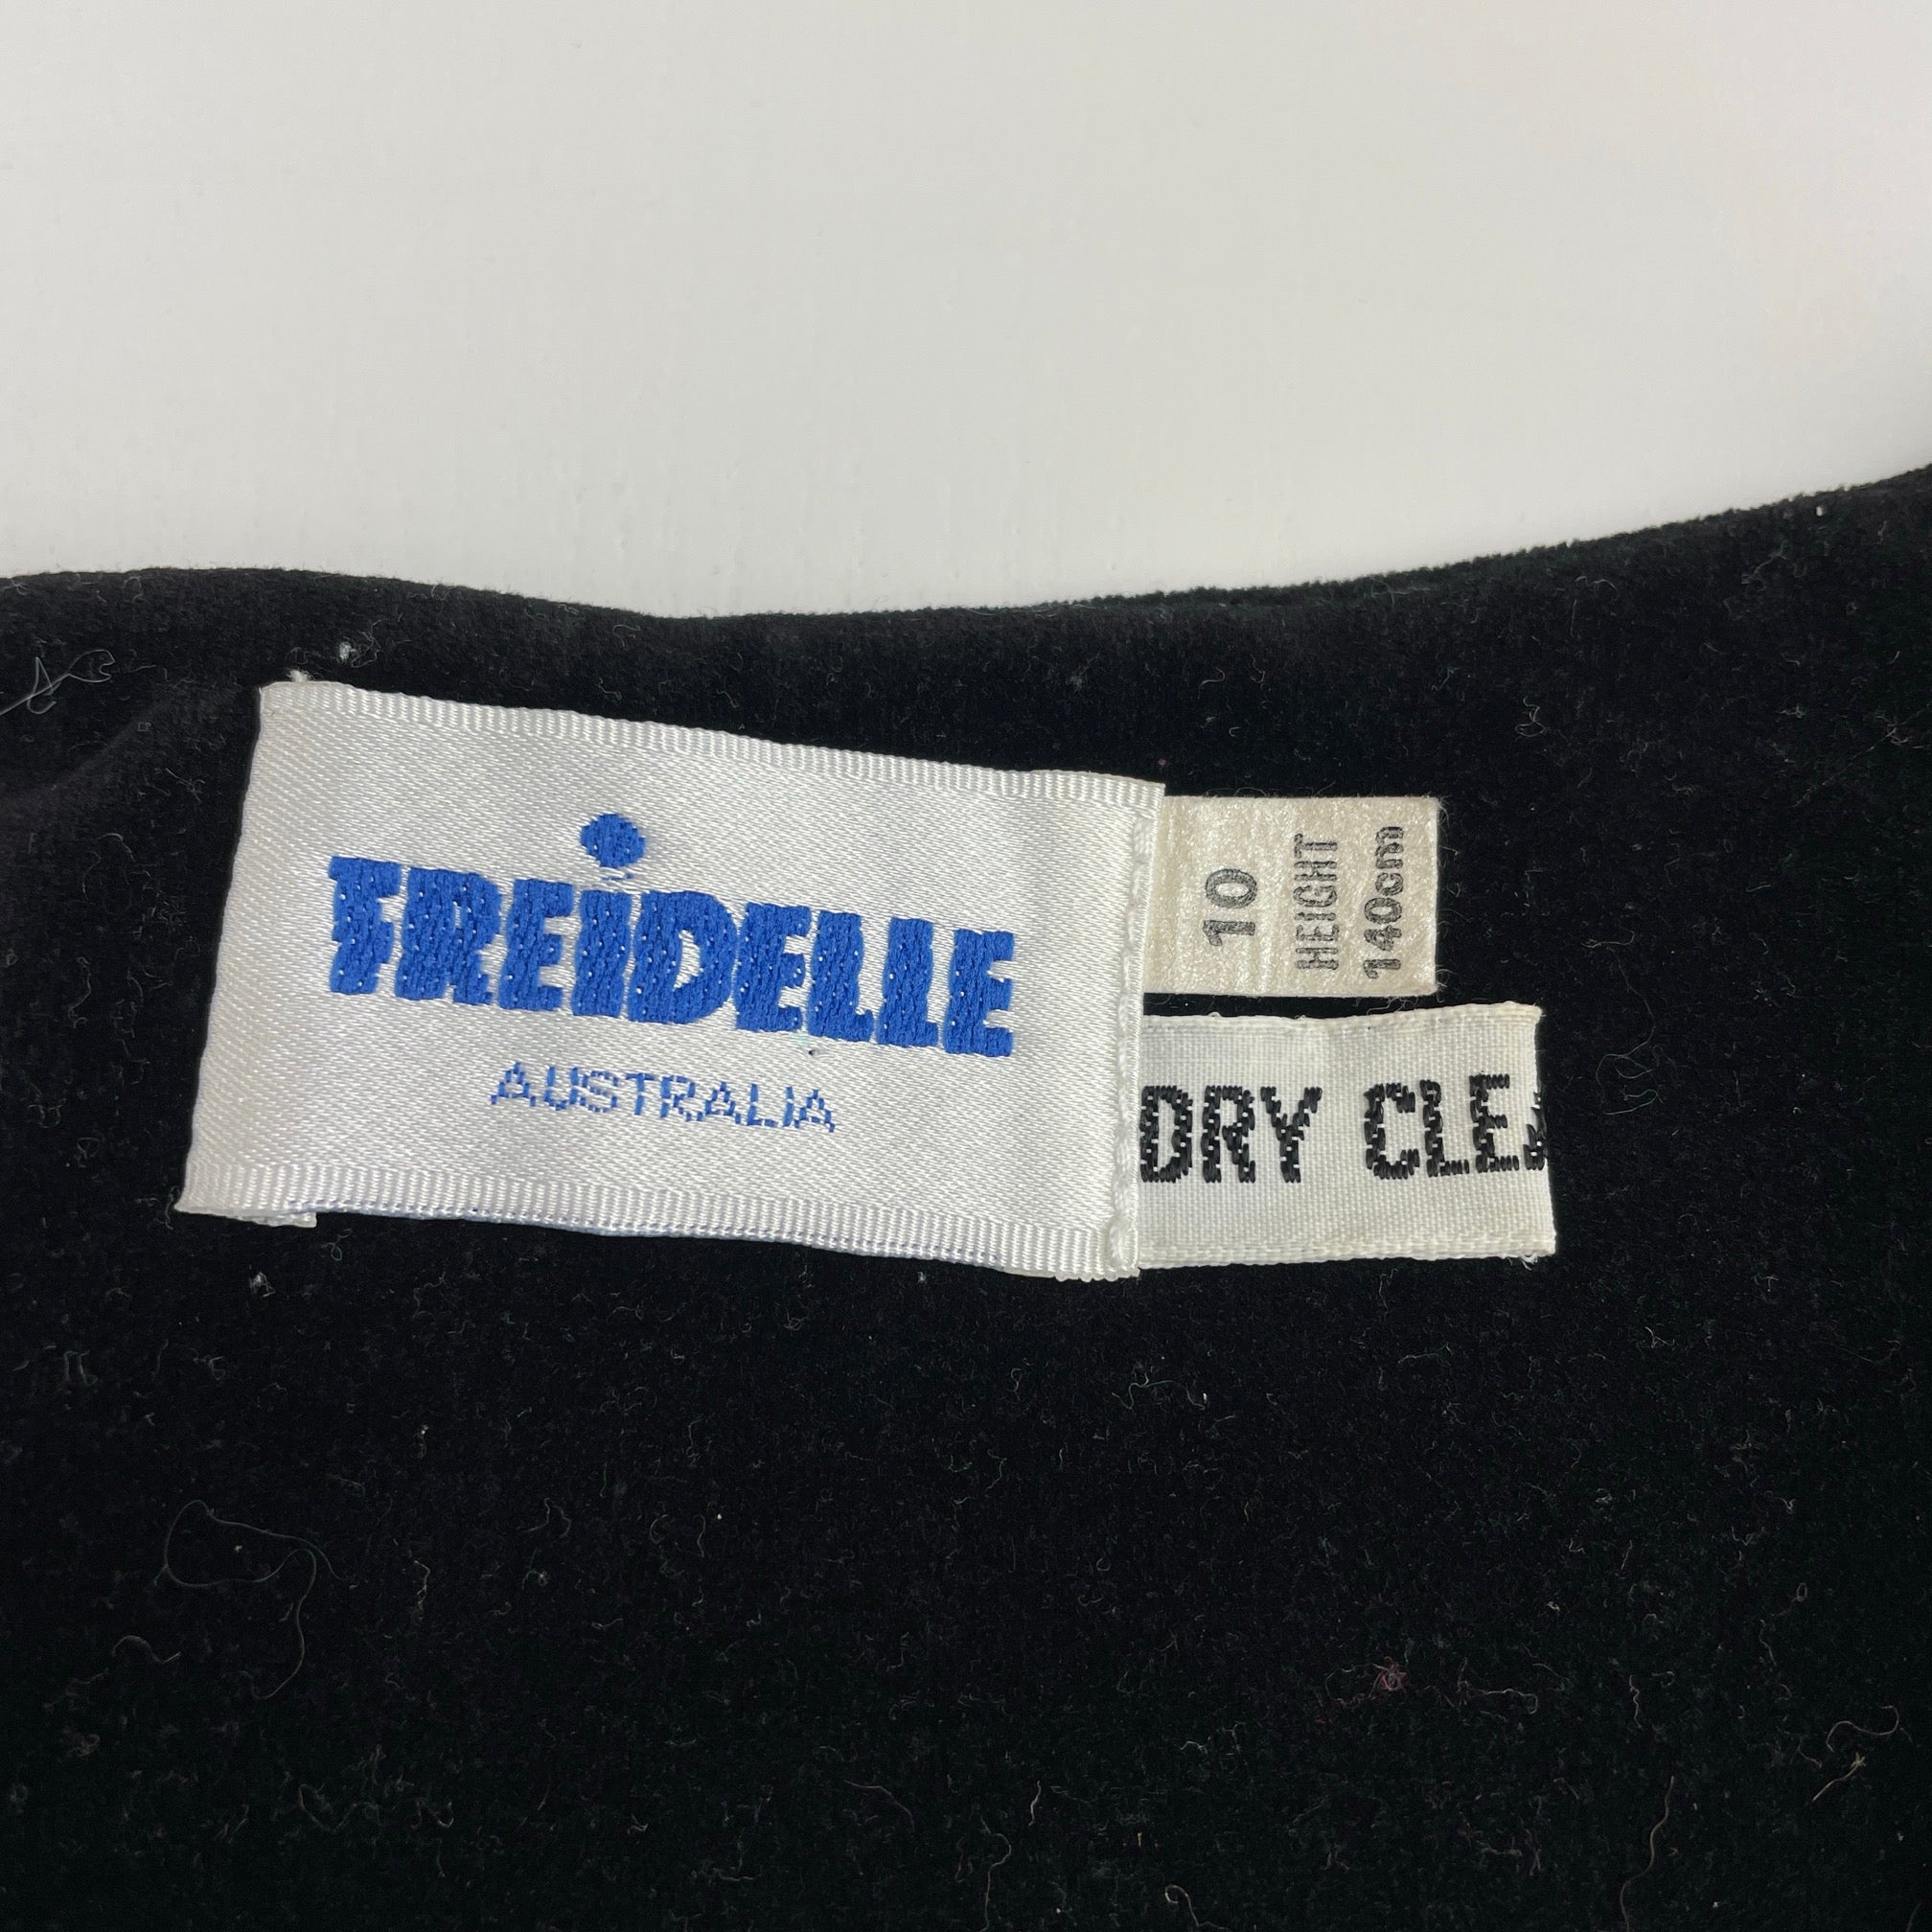 FREiDELLE
AUSTRALIA
10
HEIGHT
140cm
DRY CLE